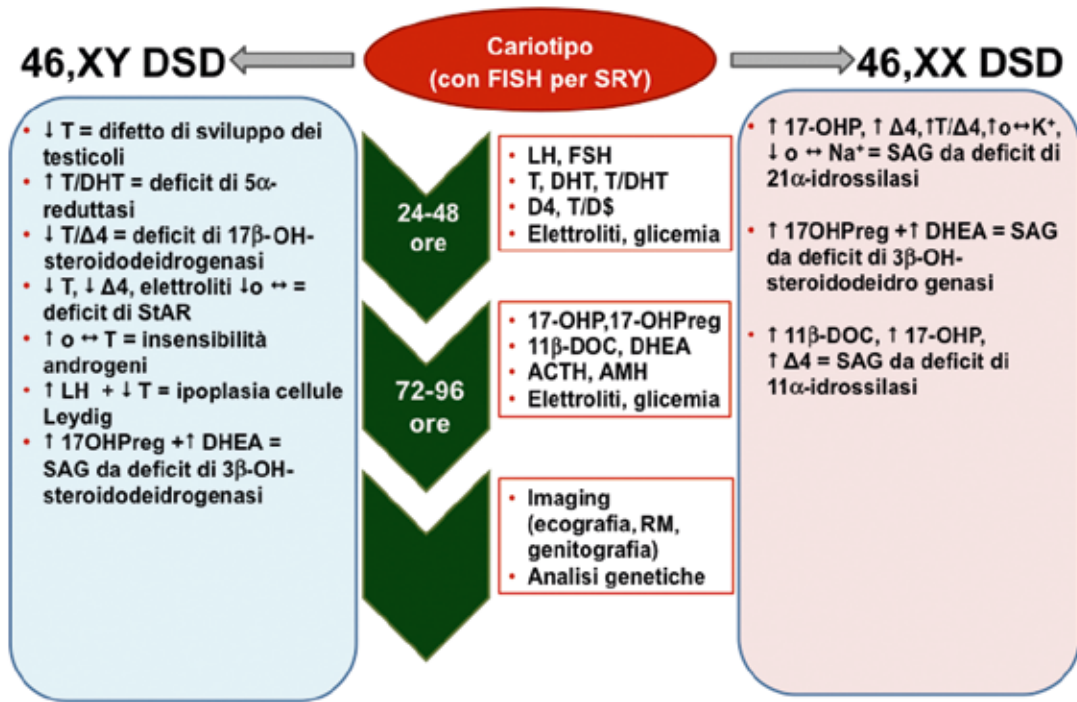 Cariotipo
(con FISH per SRY)
46,XY DSD
46,XX DSD
• ↓ T = difetto di sviluppo dei
testicoli
• ↑ T/DHT = deficit di 5α-
reduttasi
• ↓ T/Δ4 = deficit di 17β-OH-
steroidodeidrogenasi
• ↓ T, ↓ Δ4, elettroliti ↓o ↔ =
deficit di StAR
• ↑ o ↔ T = insensibilità
androgeni
• ↑ LH + ↓ T = ipoplasia cellule
Leydig
• ↑ 17OHPreg +↑ DHEA =
SAG da deficit di 3β-OH-
steroidodeidrogenasi
24-48
ore
• LH, FSH
• T, DHT, T/DHT
• D4, T/D$
• Elettroliti, glicemia
72-96
ore
• 17-OHP,17-OHPreg
• 11β-DOC, DHEA
• ACTH, AMH
• Elettroliti, glicemia
• Imaging
(ecografia, RM,
genitografia)
• Analisi genetiche
• ↑ 17-OHP, ↑ Δ4,↑T/Δ4,↑o↔K⁺,
↓ o ↔ Na⁺ = SAG da deficit di
21α-idrossilasi
• ↑ 17OHPreg +↑ DHEA = SAG
da deficit di 3β-OH-
steroidodeidro genasi
• ↑ 11β-DOC, ↑ 17-OHP,
↑ Δ4 = SAG da deficit di
11α-idrossilasi